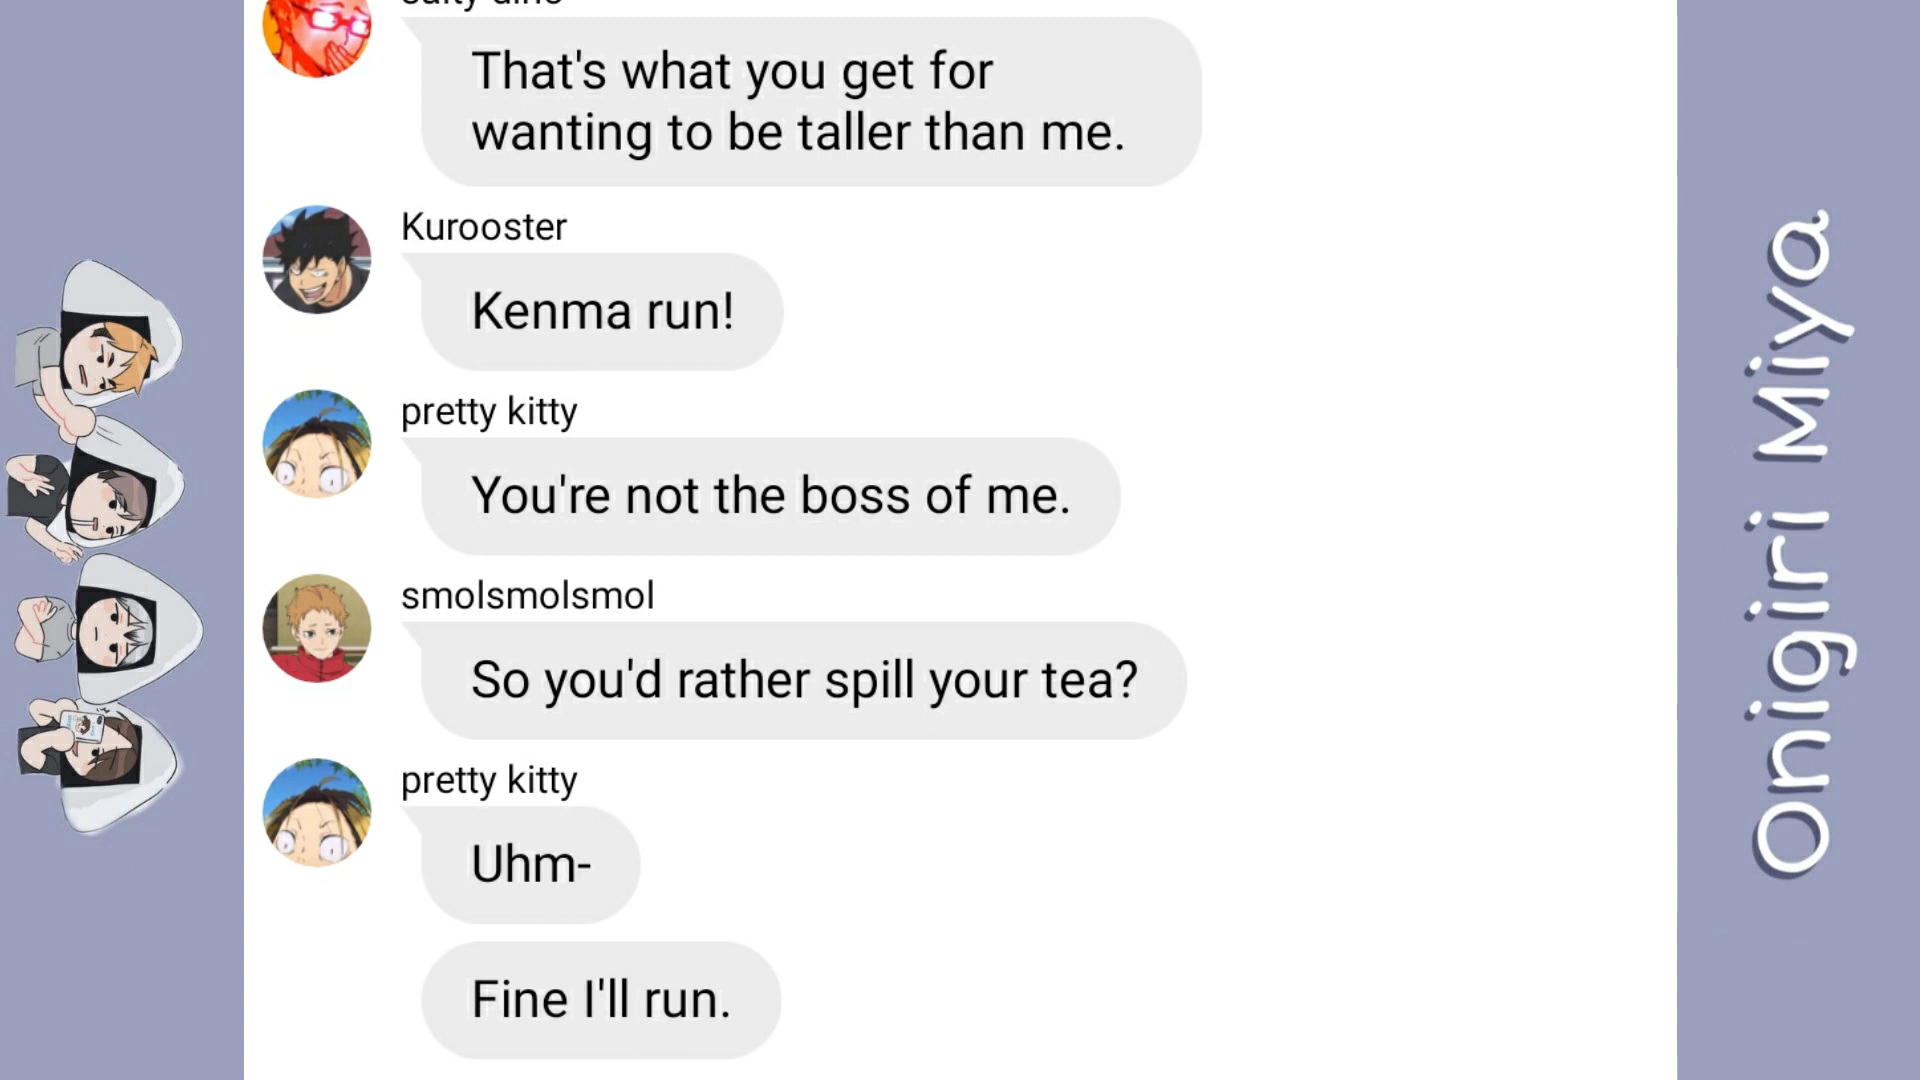 salty dino
That's what you get for
wanting to be taller than me.
Kurooster
Kenma run!
pretty kitty
You're not the boss of me.
smolsmolsmol
So you'd rather spill your tea?
pretty kitty
Uhm-
Fine I'll run.
Onigiri Miya